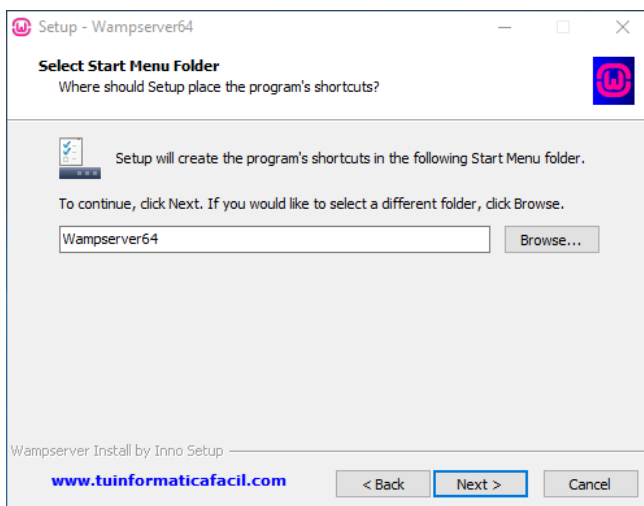 Setup - Wampserver64
Select Start Menu Folder
Where should Setup place the program's shortcuts?
Setup will create the program's shortcuts in the following Start Menu folder.
To continue, click Next. If you would like to select a different folder, click Browse.
Wampserver64
Browse...
Wampserver Install by Inno Setup
www.tuinformaticafacil.com
< Back
Next >
Cancel